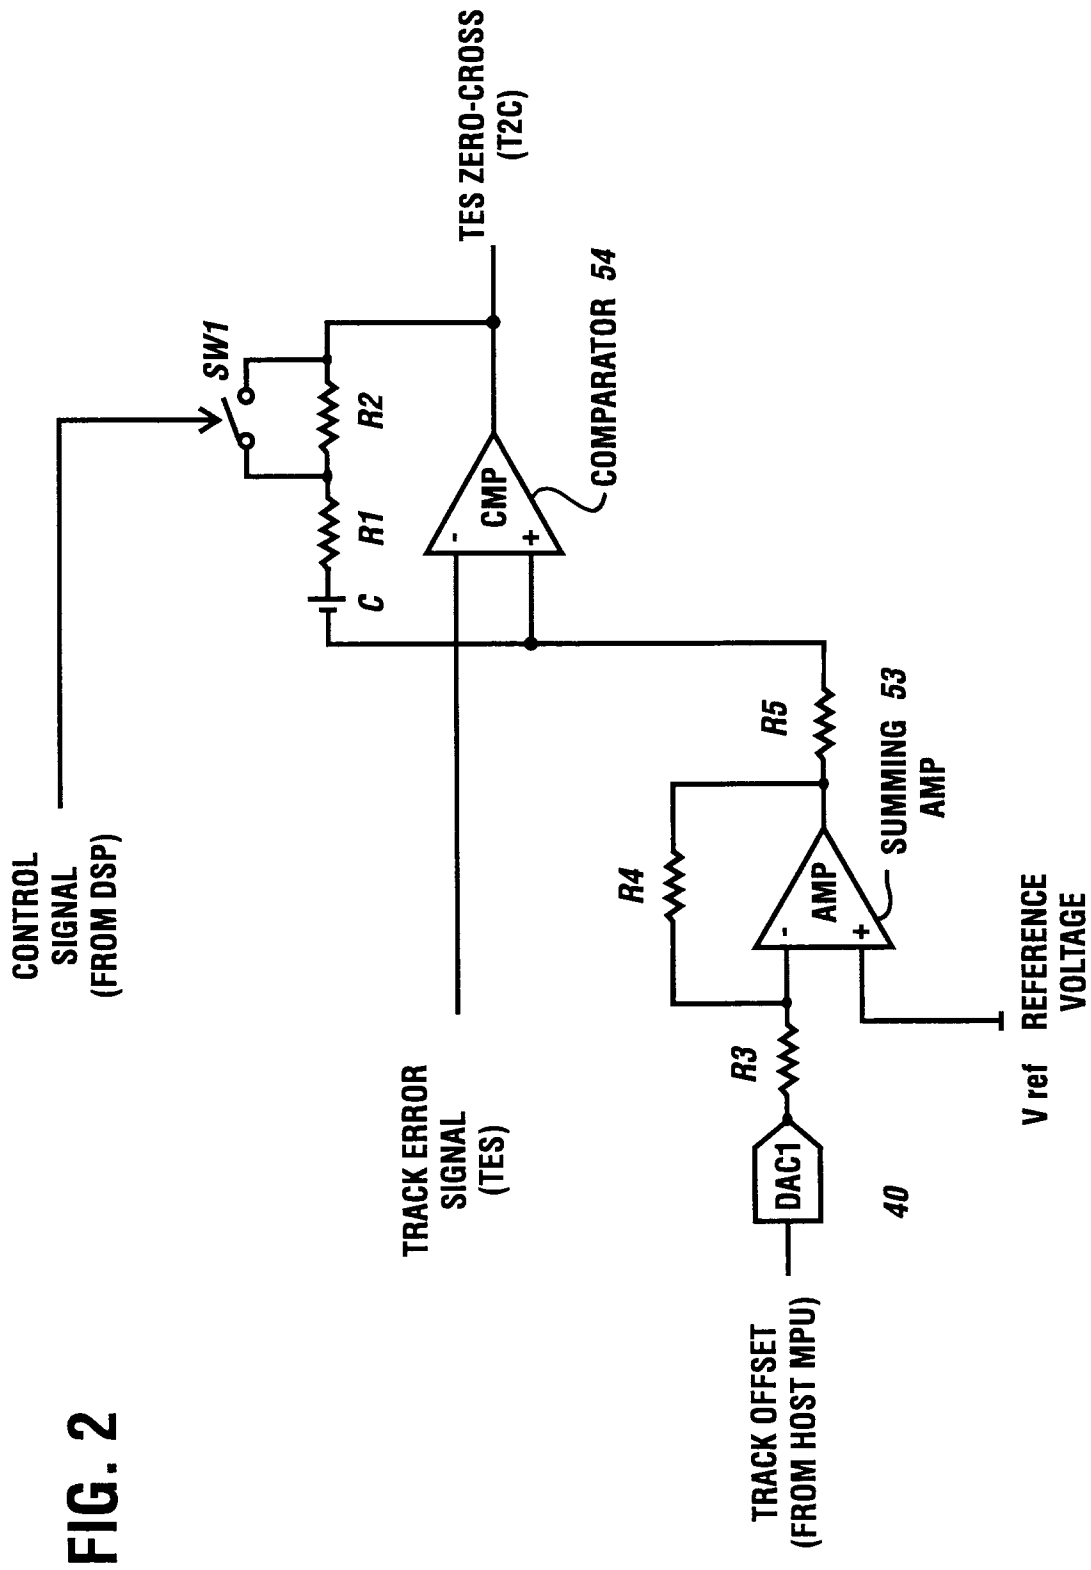 FIG. 2
CONTROL
SIGNAL
(FROM DSP)
SW1
C
R1
R2
TES ZERO-CROSS
(T2C)
TRACK ERROR
SIGNAL
(TES)
-
+
CMP
COMPARATOR 54
TRACK OFFSET
(FROM HOST MPU)
DAC1
40
R3
R4
-
+
AMP
R5
SUMMING 53
AMP
V ref REFERENCE
VOLTAGE